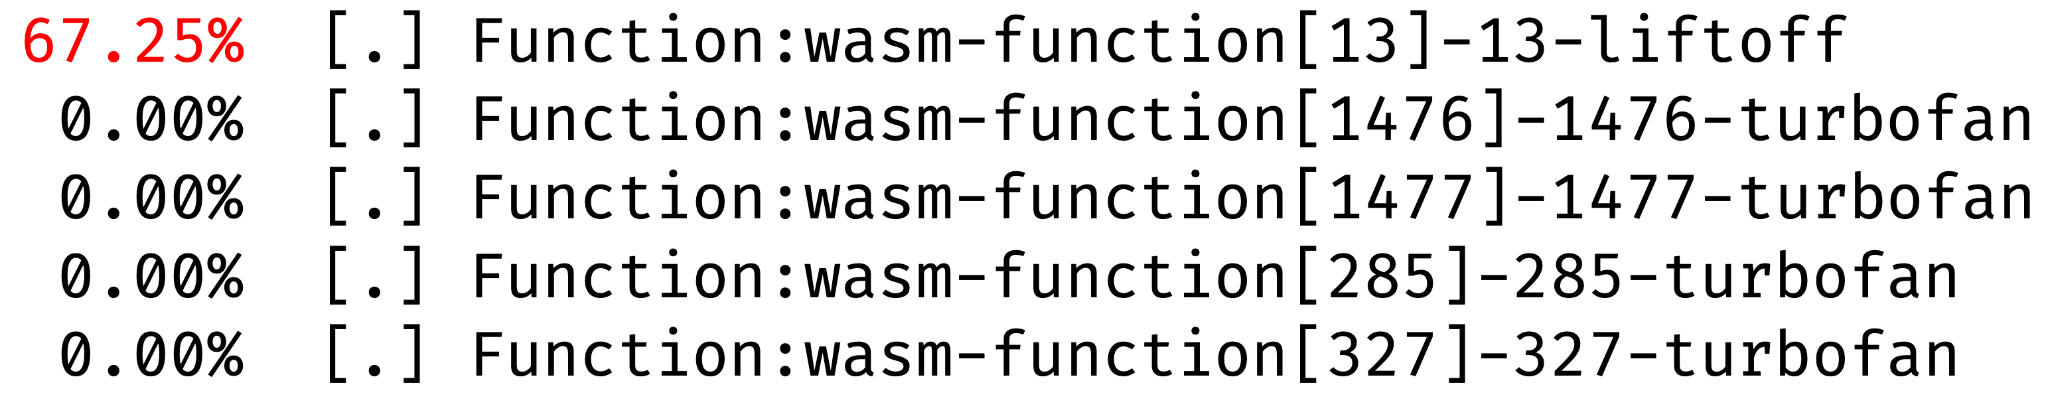 67.25% [.] Function:wasm-function[13]-13-liftoff
0.00% [.] Function:wasm-function[1476]-1476-turbofan
0.00% [.] Function:wasm-function[1477]-1477-turbofan
0.00% [.] Function:wasm-function[285]-285-turbofan
0.00% [.] Function:wasm-function[327]-327-turbofan